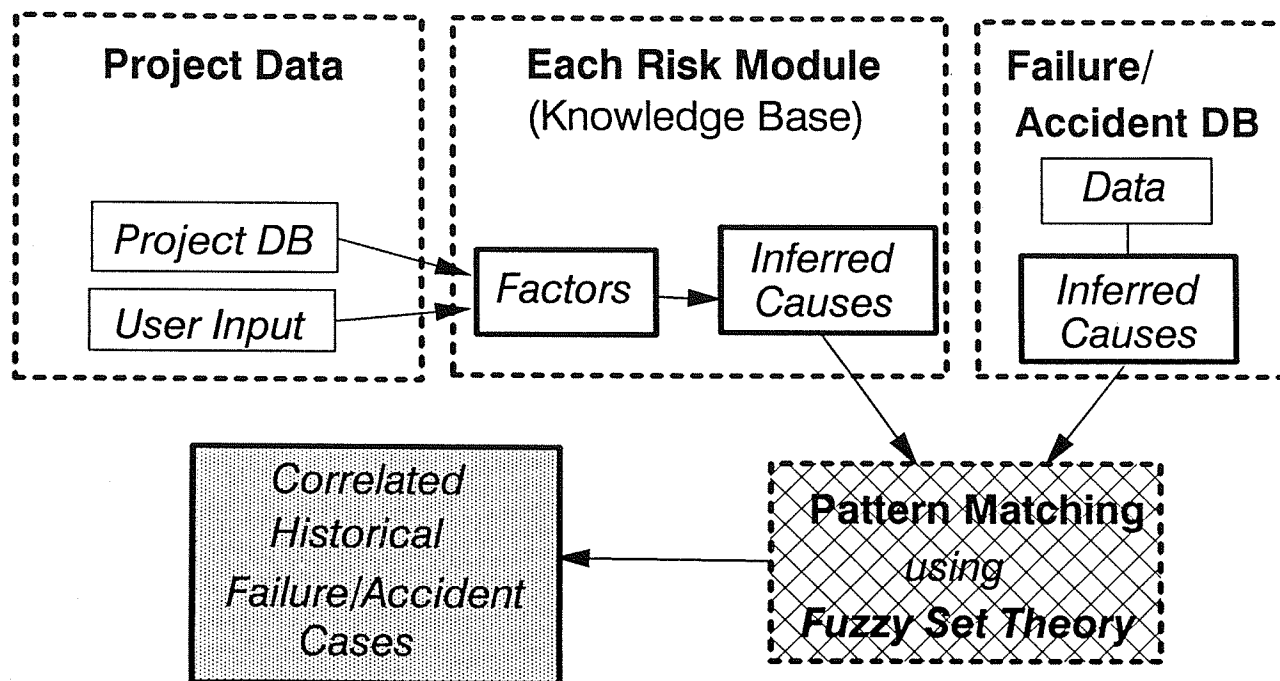 Project Data
Project DB
User Input
Each Risk Module
(Knowledge Base)
Factors
Inferred
Causes
Failure/
Accident DB
Data
Inferred
Causes
Pattern Matching
using
Fuzzy Set Theory
Correlated
Historical
Failure/Accident
Cases